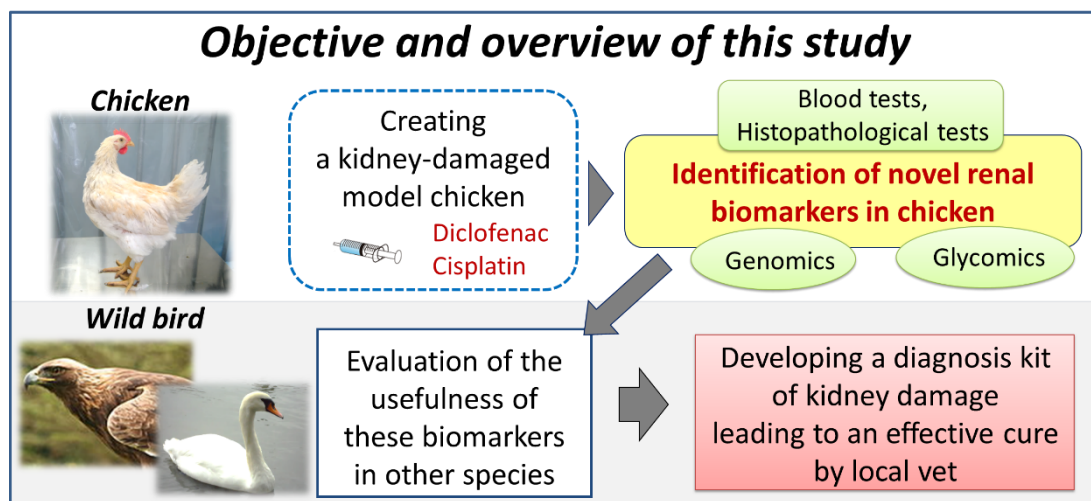 Objective and overview of this study
Chicken
Creating
a kidney-damaged
model chicken
Diclofenac
Cisplatin
Blood tests,
Histopathological tests
Identification of novel renal
biomarkers in chicken
Genomics
Glycomics
Wild bird
Evaluation of the
usefulness of
these biomarkers
in other species
Developing a diagnosis kit
of kidney damage
leading to an effective cure
by local vet